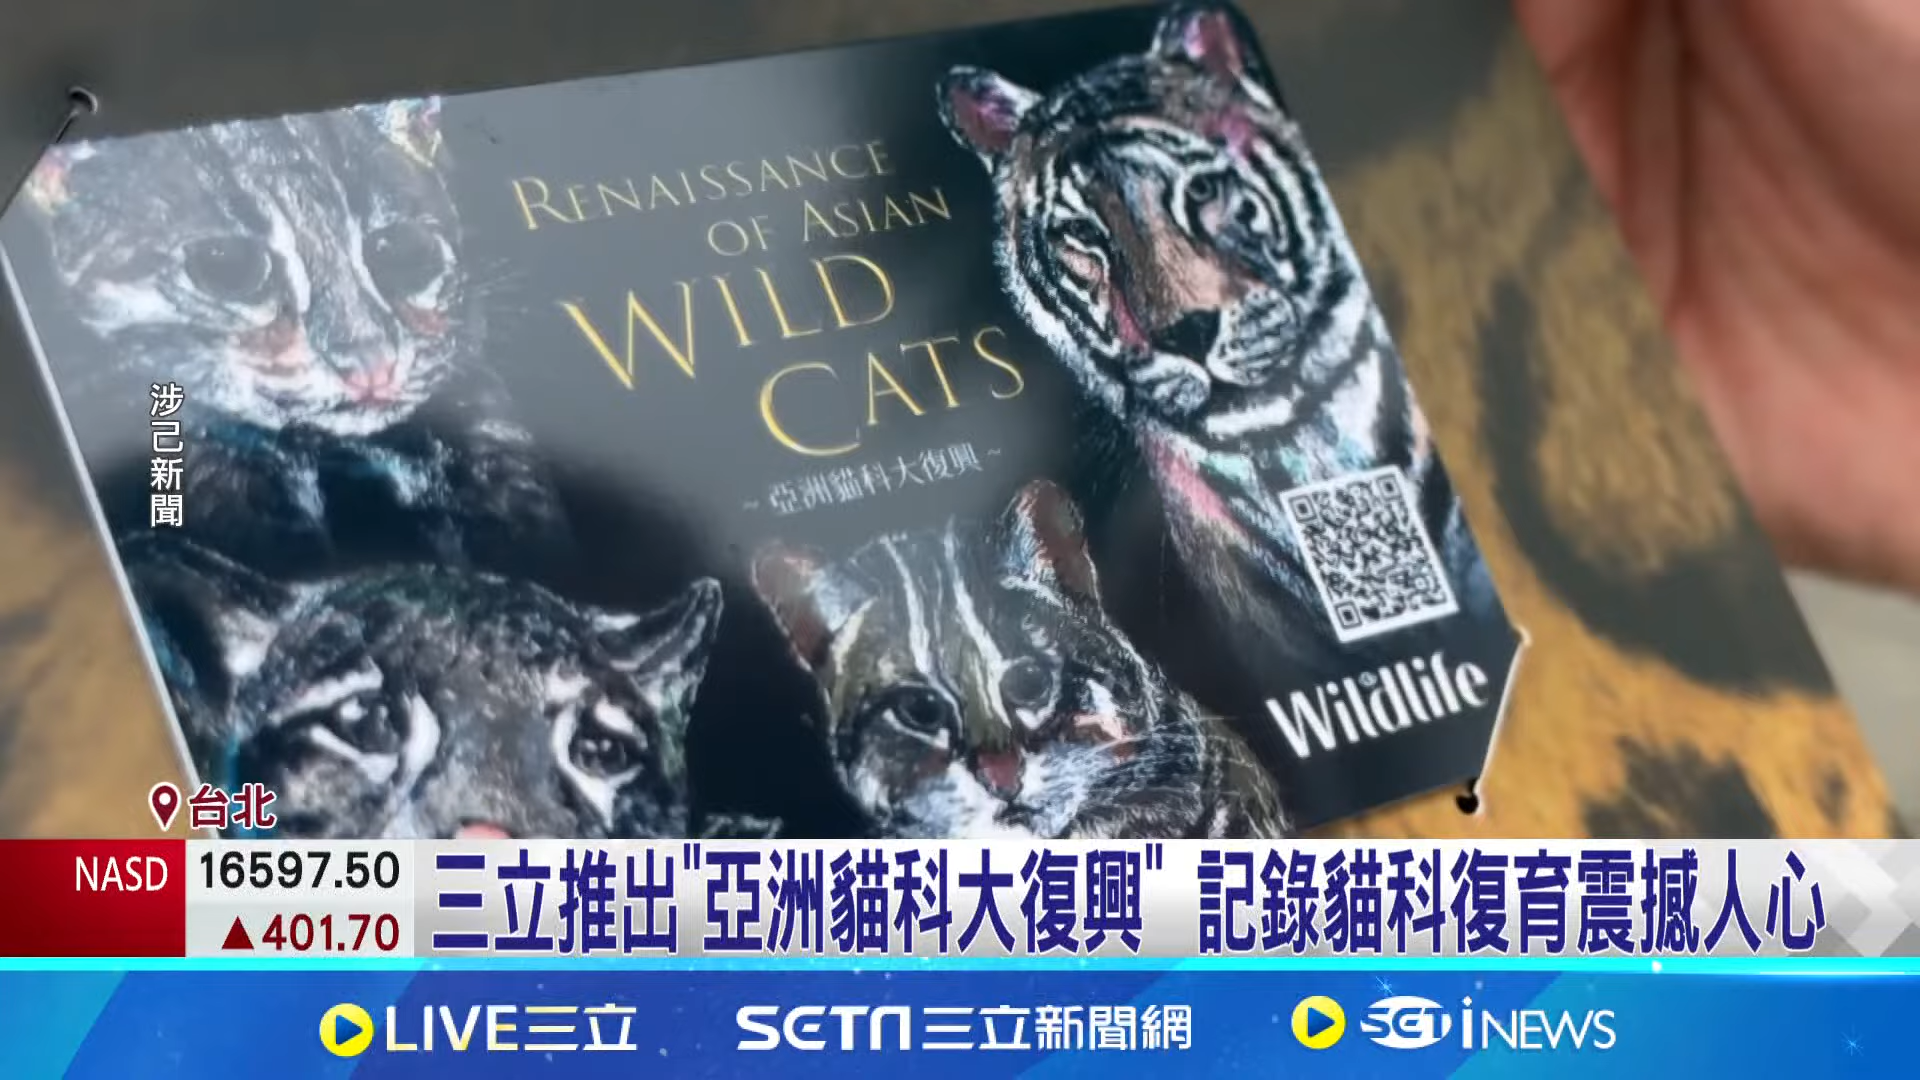 RENAISSANCE
OF ASIAN
WILD
CATS
~ 亞洲貓科大復興 ~
Wildlife
涉己新聞
台北
NASD
16597.50
▲401.70
三立推出"亞洲貓科大復興" 記錄貓科復育震撼人心
LIVE三立
SETN三立新聞網
SET iNEWS